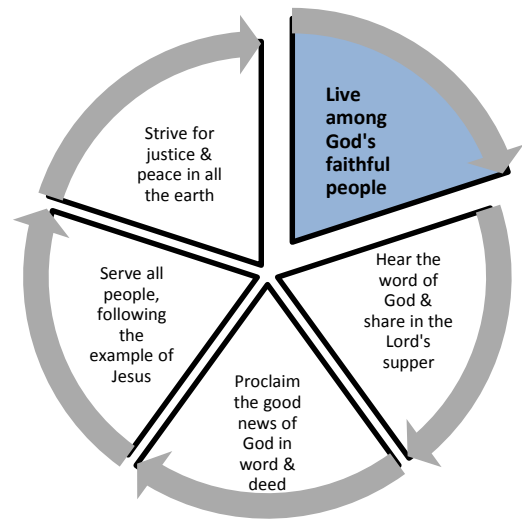 Live
among
God's
faithful
people
Hear the
word of
God &
share in the
Lord's
supper
Proclaim
the good
news of
God in
word &
deed
Serve all
people,
following
the
example of
Jesus
Strive for
justice &
peace in all
the earth